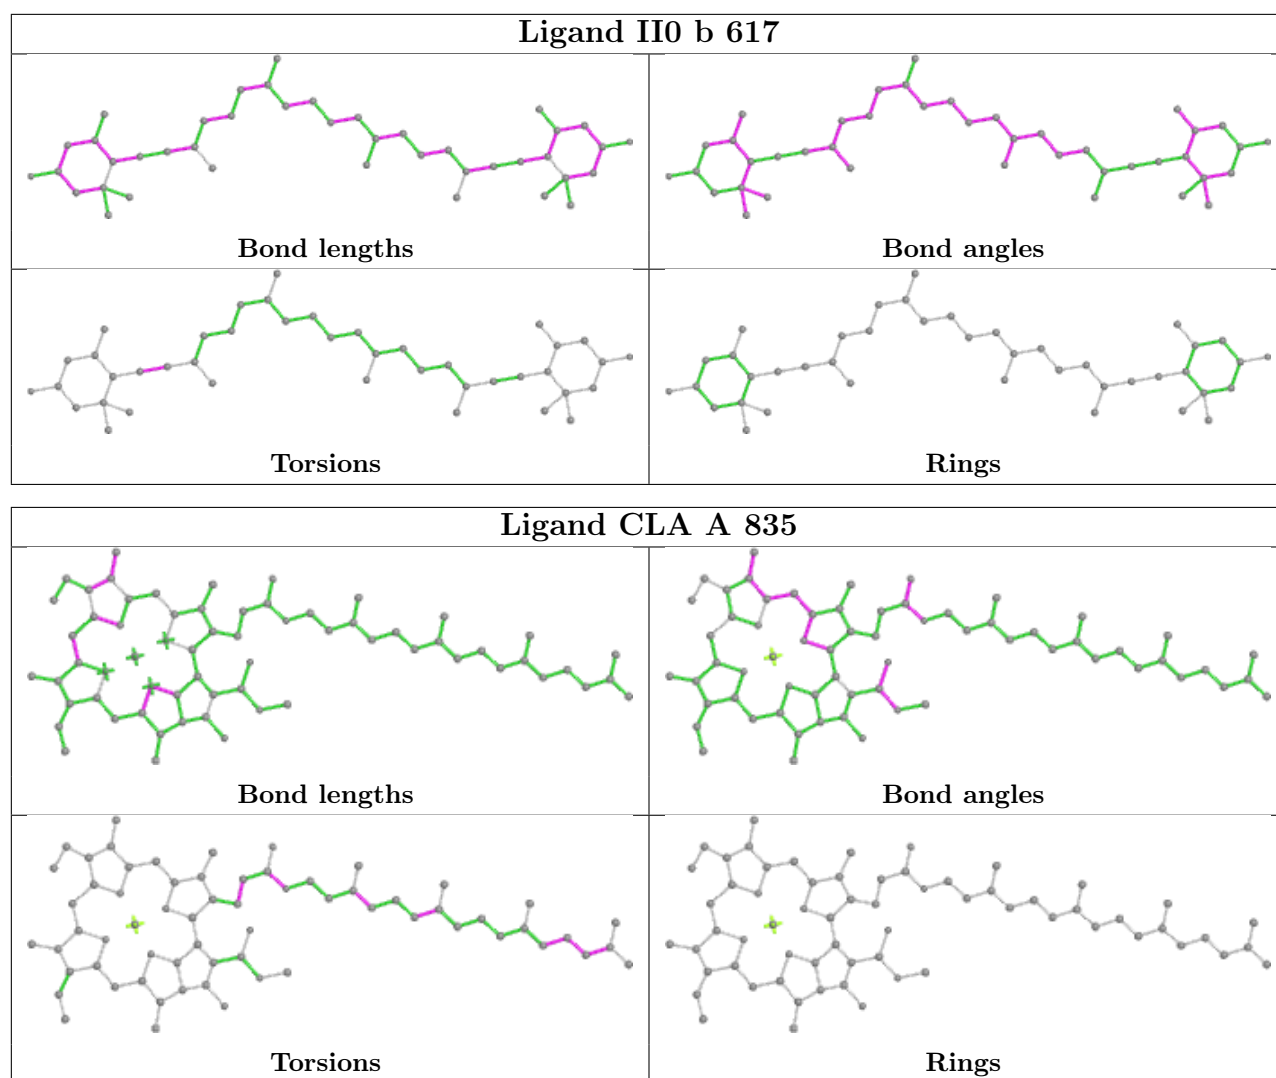 Ligand II0 b 617
Bond lengths
Bond angles
Torsions
Rings
Ligand CLA A 835
Bond lengths
Bond angles
Torsions
Rings